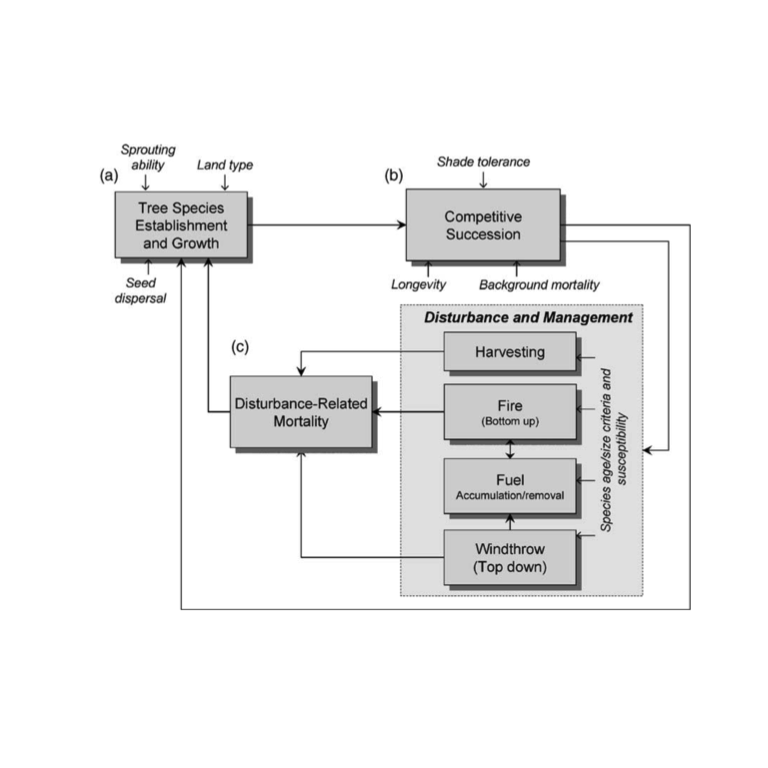 Sprouting
ability
Land type
(a)
Tree Species
Establishment
and Growth
Seed
dispersal
Shade tolerance
(b)
Competitive
Succession
Longevity
Background mortality
Disturbance and Management
(c)
Harvesting
Disturbance-Related
Mortality
Fire
(Bottom up)
Fuel
Accumulation/removal
Windthrow
(Top down)
Species age/size criteria and
susceptibility